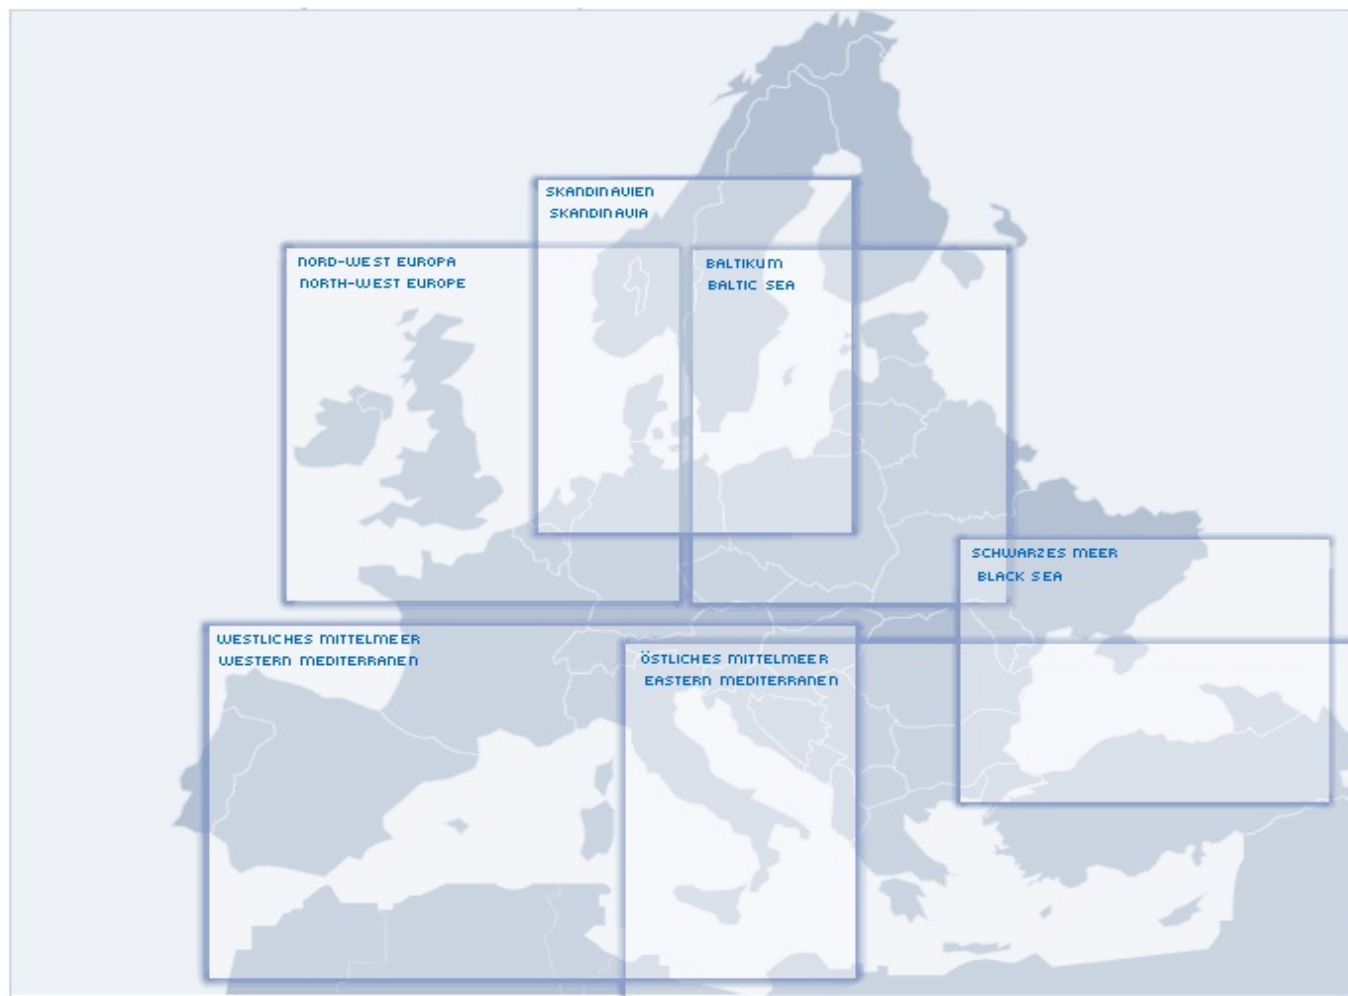 SKANDINAVIEN
SKANDINAVIA
NORD-WEST EUROPA
NORTH-WEST EUROPE
BALTIKUM
BALTIC SEA
SCHWARZES MEER
BLACK SEA
WESTLICHES MITTELMEER
WESTERN MEDITERRANEN
ÖSTLICHES MITTELMEER
EASTERN MEDITERRANEN